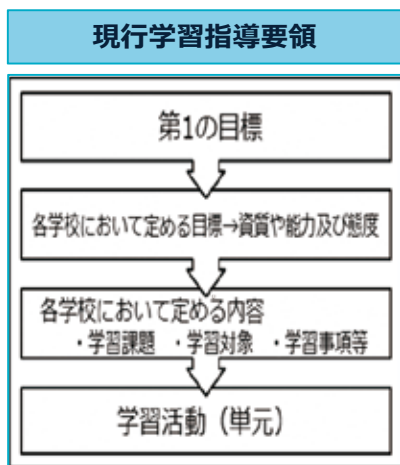 現行学習指導要領
第1の目標
各学校において定める目標→資質や能力及び態度
各学校において定める内容
・学習課題 ・学習対象 ・学習事項等
学習活動（単元）